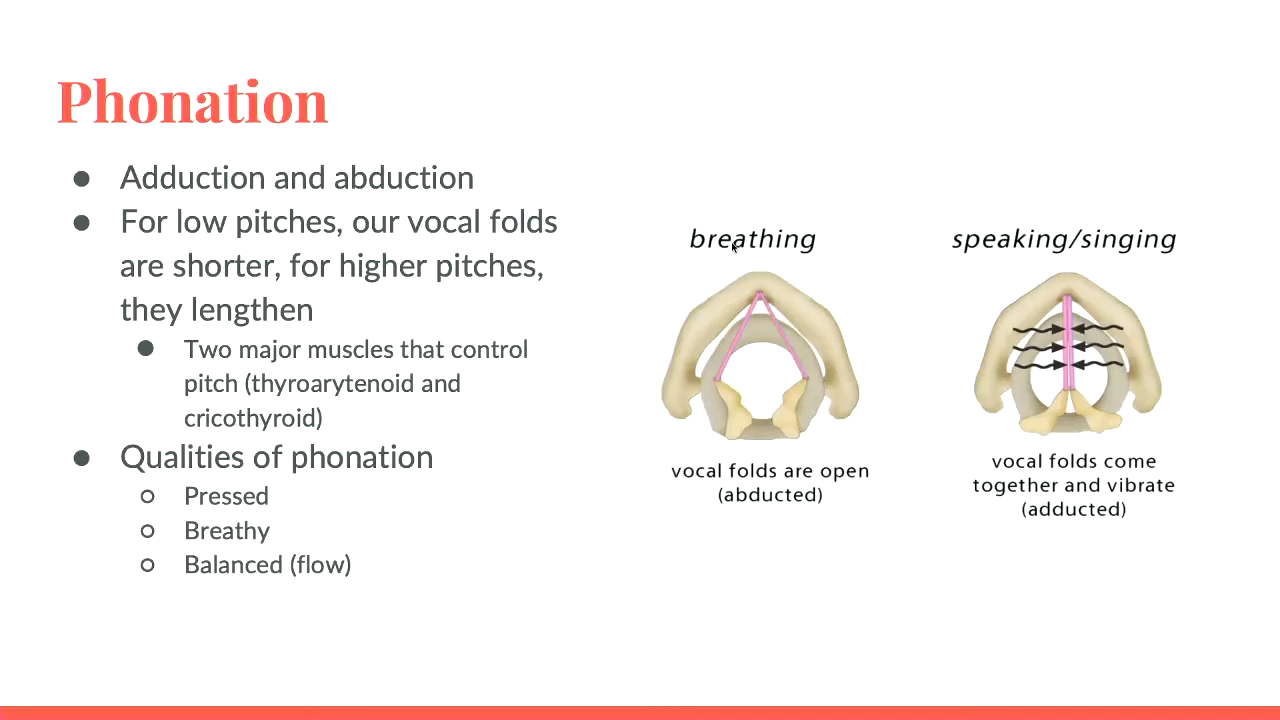 Phonation
● Adduction and abduction
● For low pitches, our vocal folds
are shorter, for higher pitches,
they lengthen
● Two major muscles that control
pitch (thyroarytenoid and
cricothyroid)
● Qualities of phonation
○ Pressed
○ Breathy
○ Balanced (flow)
breathing
vocal folds are open
(abducted)
speaking/singing
vocal folds come
together and vibrate
(adducted)